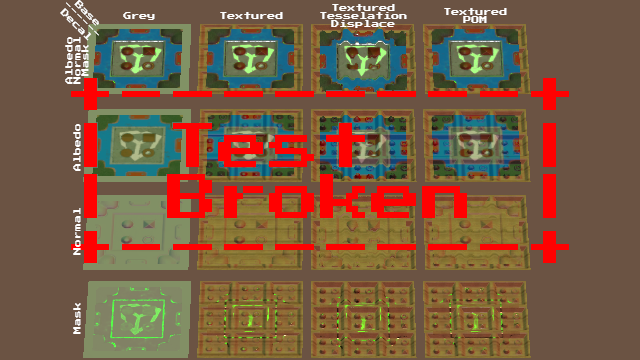 Base
Decal
Grey
Textured
Textured
Tesselation
Displace
Textured
POM
Albedo
Normal
Mask
Albedo
Test
Broken
Normal
Mask